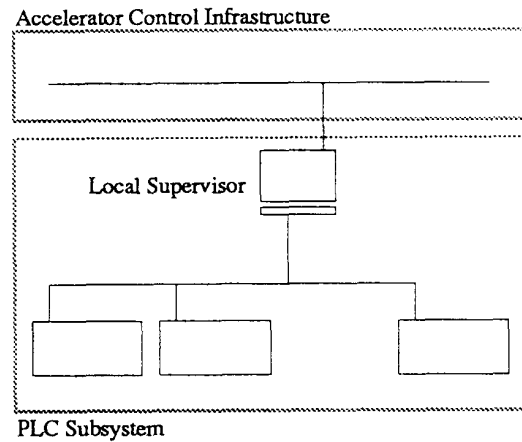 Accelerator Control Infrastructure
Local Supervisor
PLC Subsystem